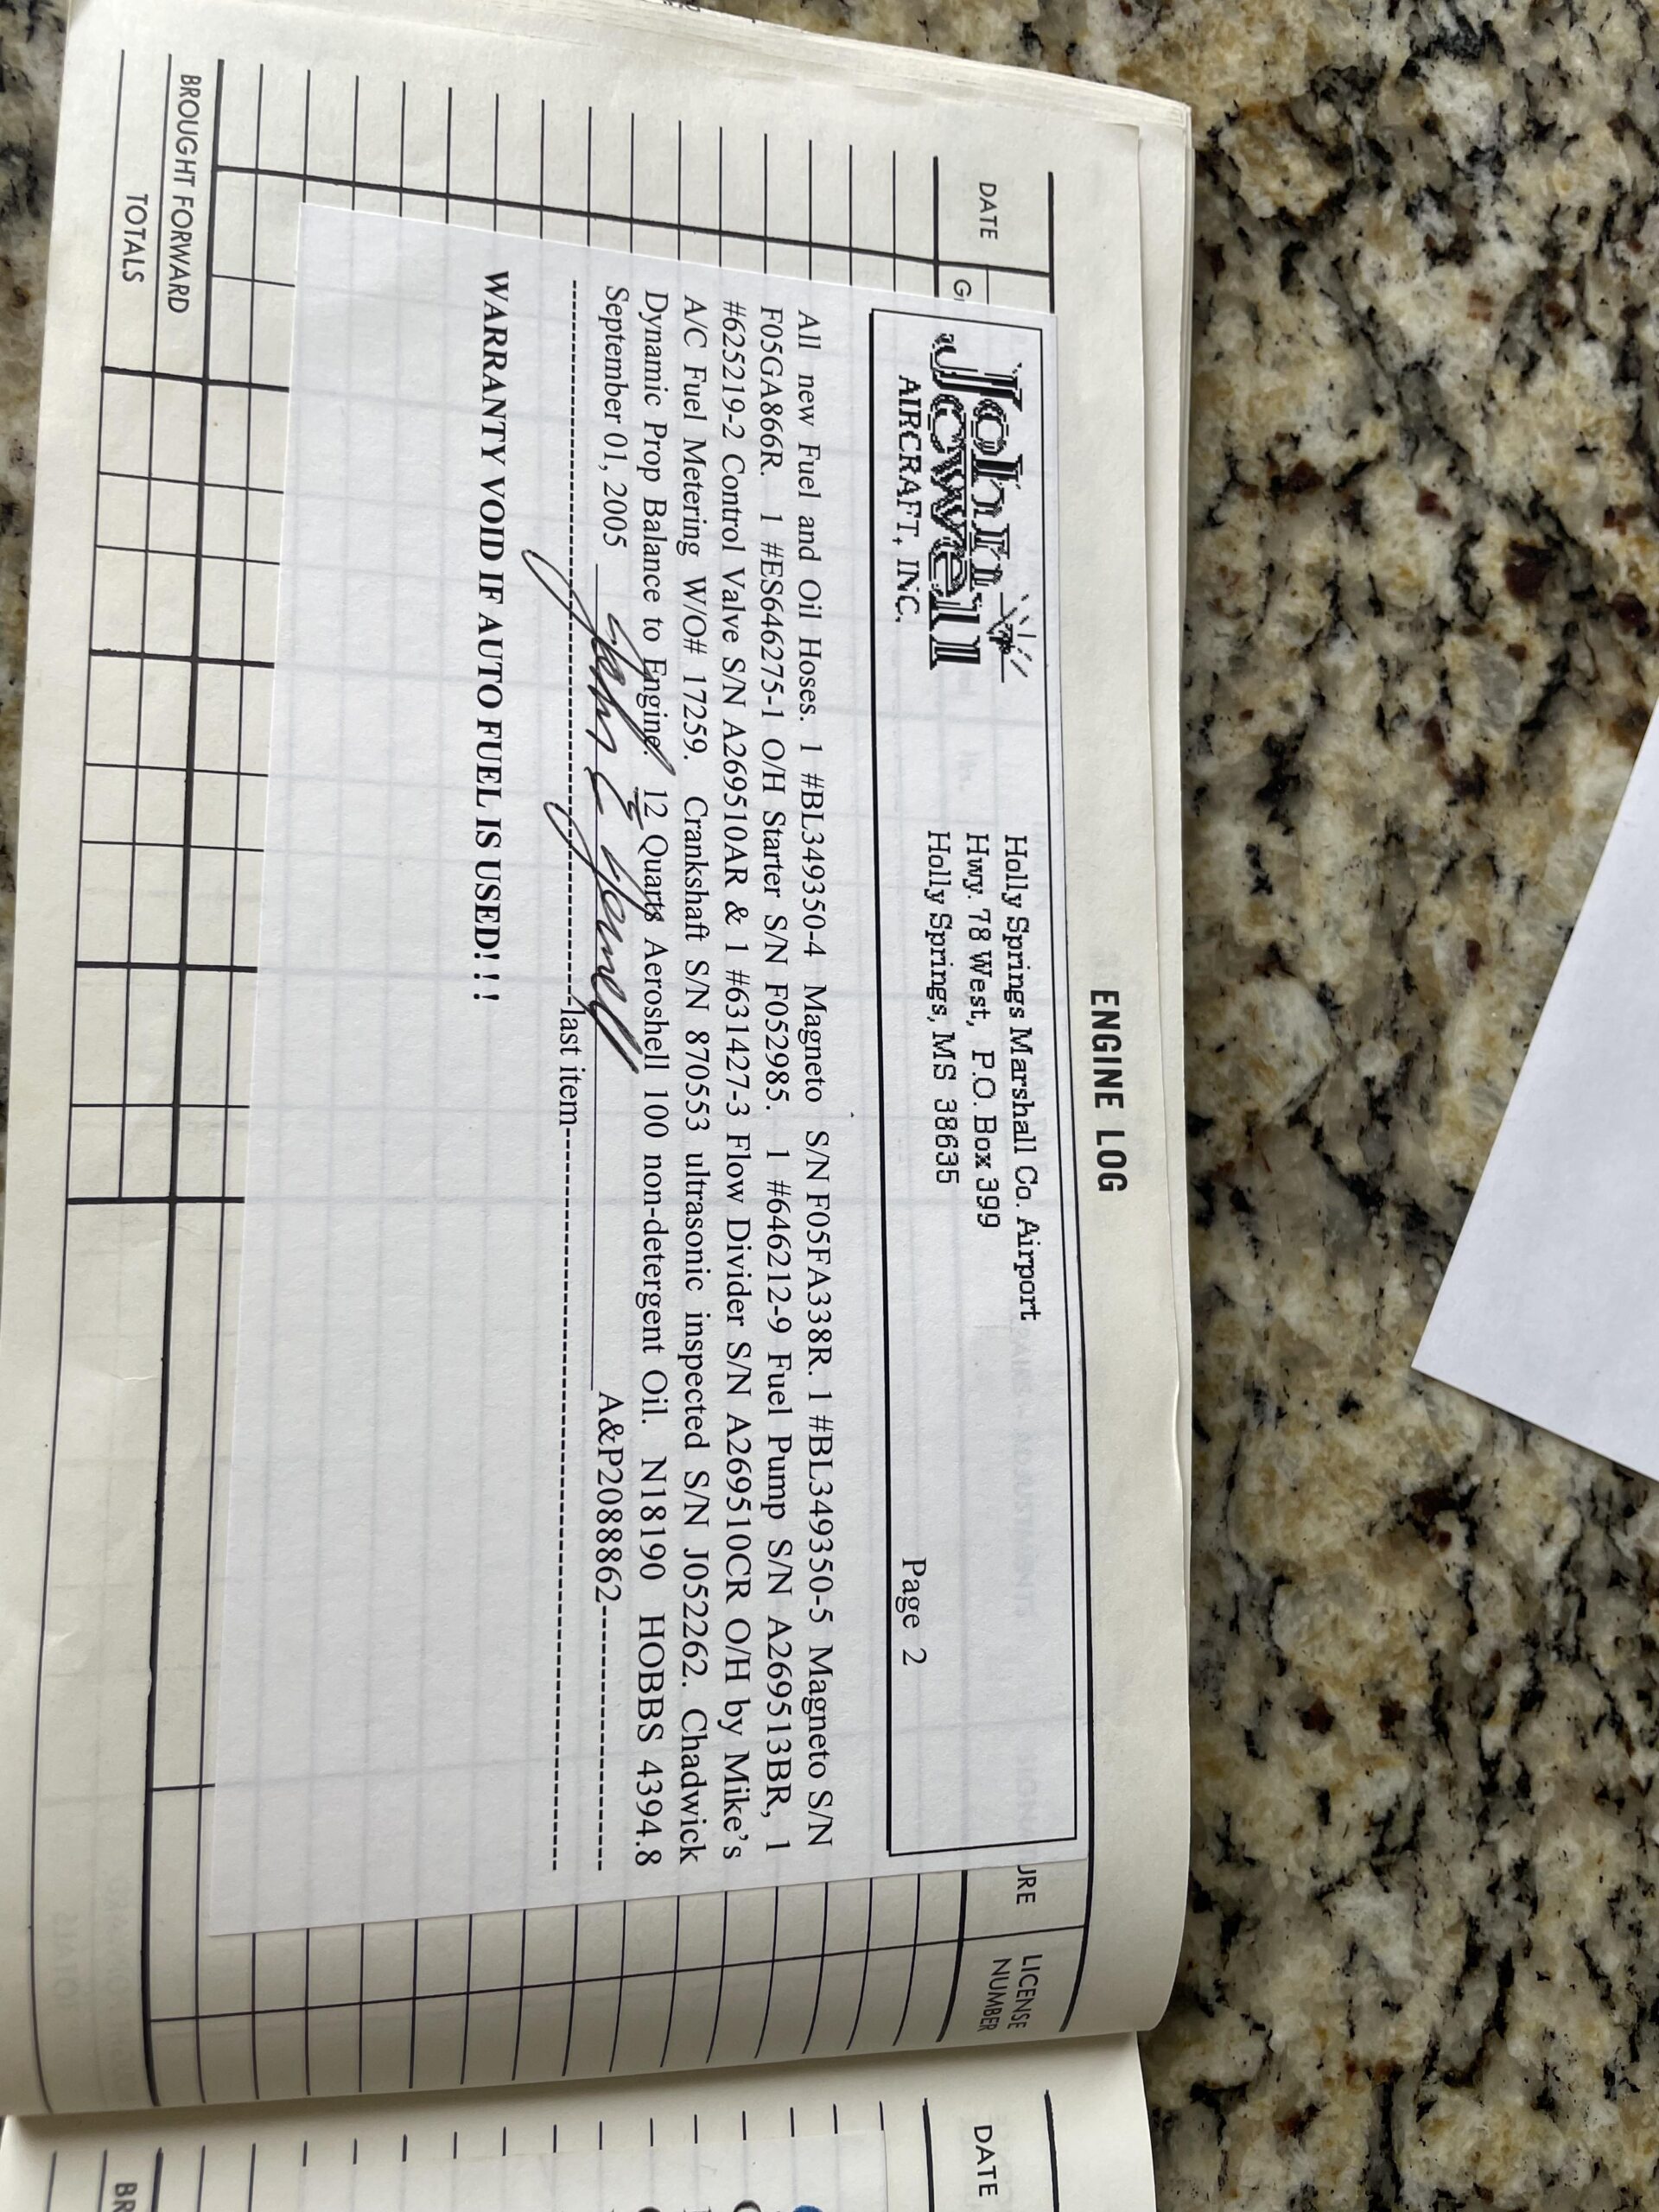 ENGINE LOG
DATE
URE
LICENSE
NUMBER
John
Jewell
AIRCRAFT, INC.
Holly Springs Marshall Co. Airport
Hwy. 78 West, P.O. Box 399
Holly Springs, MS 38635
Page 2
All new Fuel and Oil Hoses. 1 #BL349350-4 Magneto S/N F05FA338R. 1 #BL349350-5 Magneto S/N
F05GA866R. 1 #ES646275-1 O/H Starter S/N F052985. 1 #646212-9 Fuel Pump S/N A269513BR, 1
#625219-2 Control Valve S/N A269510AR & 1 #631427-3 Flow Divider S/N A269510CR O/H by Mike's
A/C Fuel Metering W/O# 17259. Crankshaft S/N 870553 ultrasonic inspected S/N J052262. Chadwick
Dynamic Prop Balance to Engine. 12 Quarts Aeroshell 100 non-detergent Oil. N18190 HOBBS 4394.8
September 01, 2005 John E Jewell A&P2088862------------------
------------------------------------last item------------------------------------
WARRANTY VOID IF AUTO FUEL IS USED!!!
BROUGHT FORWARD
TOTALS
DATE
BR